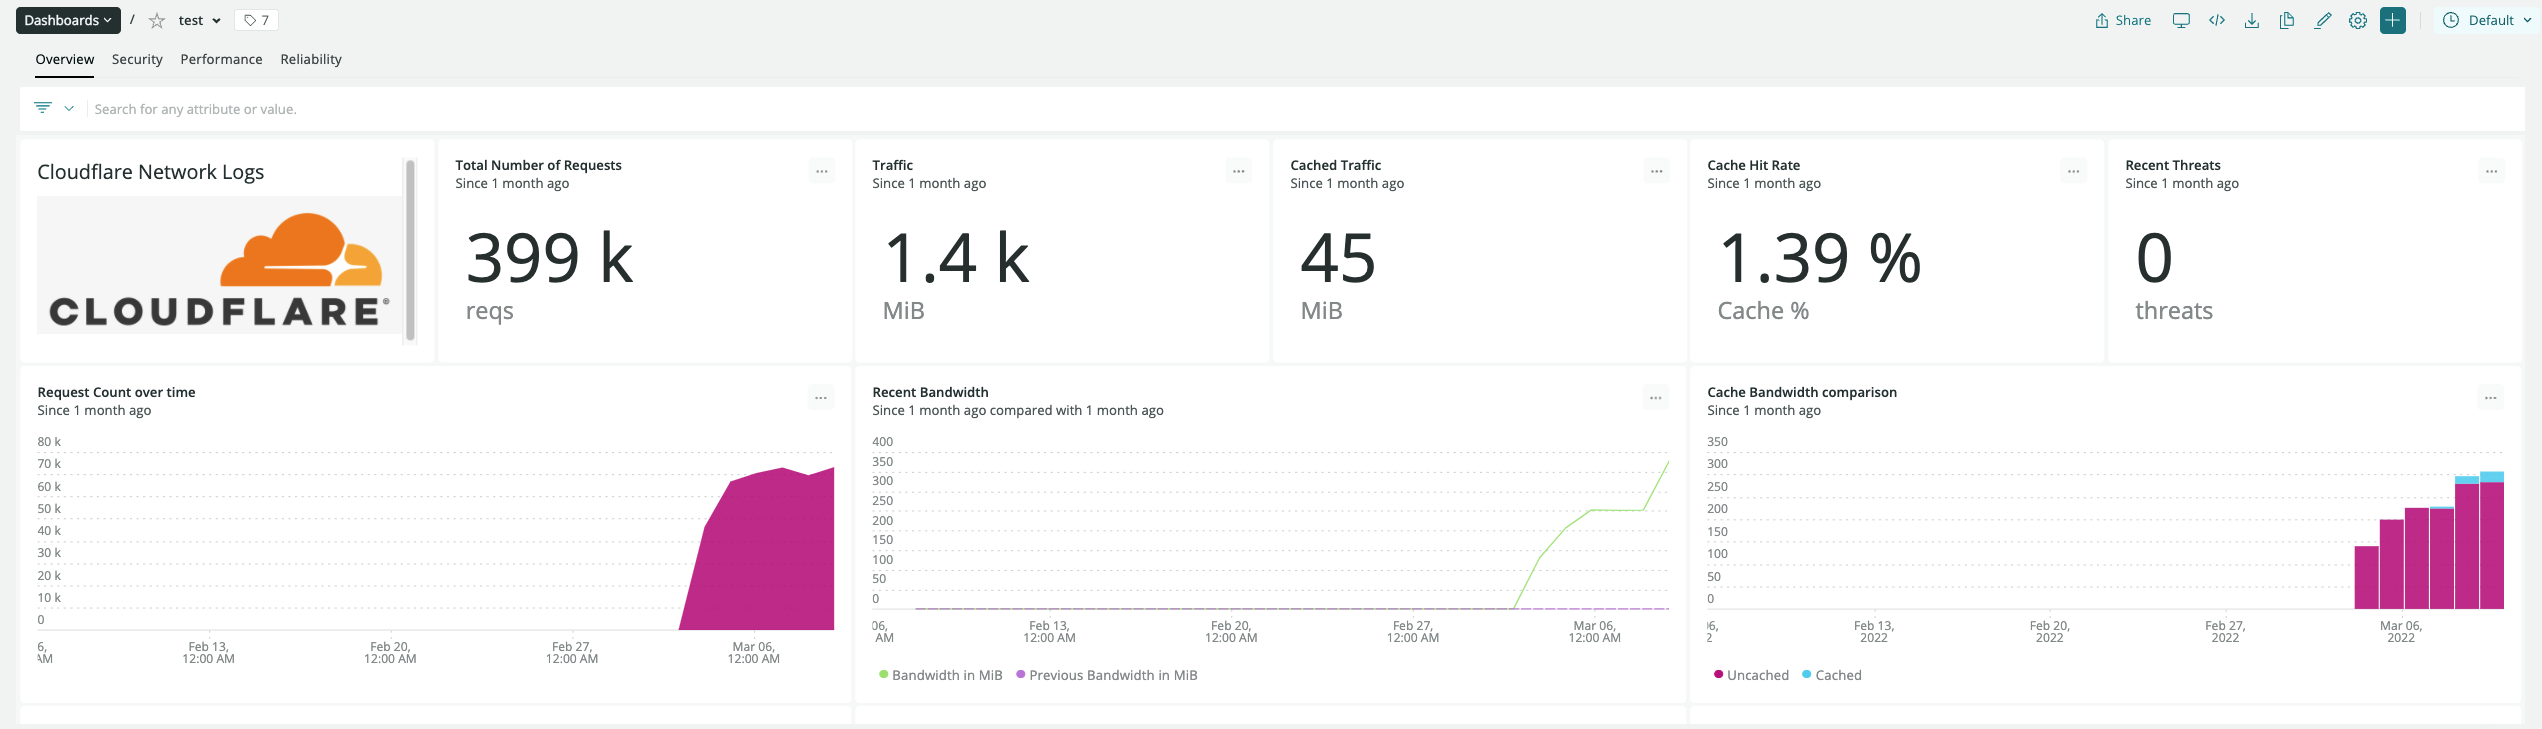 Dashboards / test 7 Share Default
Overview Security Performance Reliability
Search for any attribute or value.
Cloudflare Network Logs
CLOUDFLARE®
Total Number of Requests
Since 1 month ago
399 k
reqs
Traffic
Since 1 month ago
1.4 k
MiB
Cached Traffic
Since 1 month ago
45
MiB
Cache Hit Rate
Since 1 month ago
1.39 %
Cache %
Recent Threats
Since 1 month ago
0
threats
Request Count over time
Since 1 month ago
80 k
70 k
60 k
50 k
40 k
30 k
20 k
10 k
0
6, Feb 13, Feb 20, Feb 27, Mar 06,
AM 12:00 AM 12:00 AM 12:00 AM 12:00 AM
Recent Bandwidth
Since 1 month ago compared with 1 month ago
400
350
300
250
200
150
100
50
0
06, Feb 13, Feb 20, Feb 27, Mar 06,
AM 12:00 AM 12:00 AM 12:00 AM 12:00 AM
Bandwidth in MiB Previous Bandwidth in MiB
Cache Bandwidth comparison
Since 1 month ago
350
300
250
200
150
100
50
0
6, Feb 13, Feb 20, Feb 27, Mar 06,
2 2022 2022 2022 2022
Uncached Cached